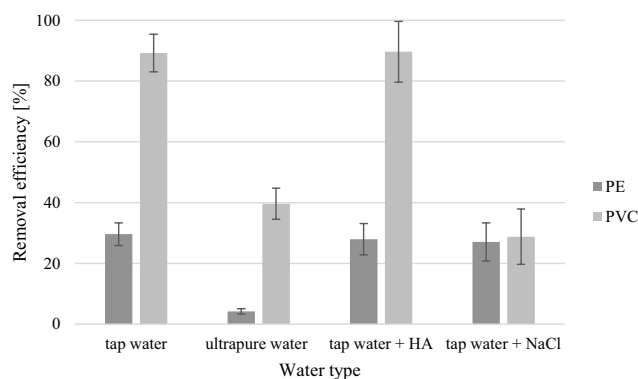 100
80
60
40
20
0
Removal efficiency [%]
tap water
ultrapure water
tap water + HA
tap water + NaCl
Water type
PE
PVC